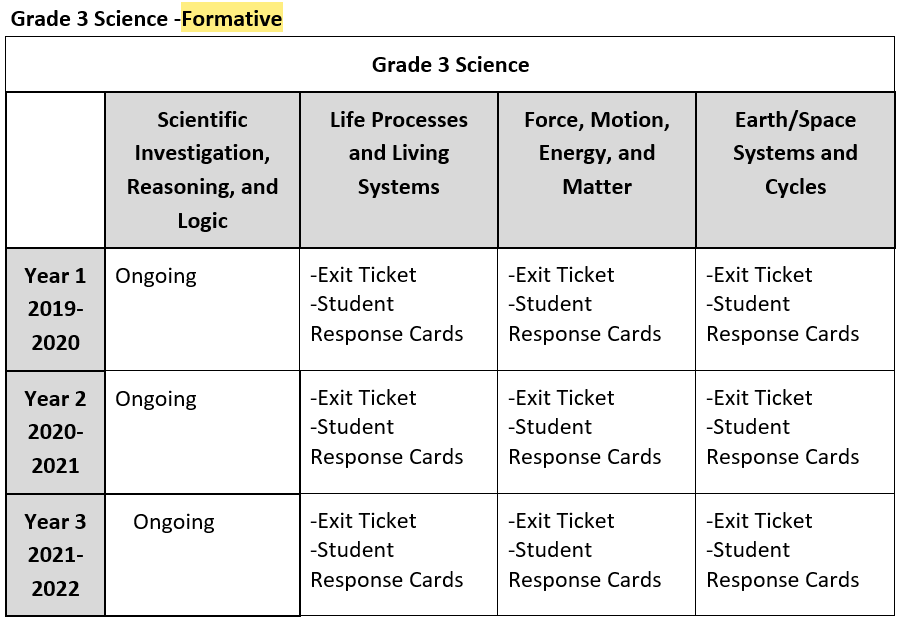 Grade 3 Science -Formative
Grade 3 Science
Scientific
Investigation,
Reasoning, and
Logic
Life Processes
and Living
Systems
Force, Motion,
Energy, and
Matter
Earth/Space
Systems and
Cycles
Year 1
2019-
2020
Ongoing
-Exit Ticket
-Student
Response Cards
-Exit Ticket
-Student
Response Cards
-Exit Ticket
-Student
Response Cards
Year 2
2020-
2021
Ongoing
-Exit Ticket
-Student
Response Cards
-Exit Ticket
-Student
Response Cards
-Exit Ticket
-Student
Response Cards
Year 3
2021-
2022
Ongoing
-Exit Ticket
-Student
Response Cards
-Exit Ticket
-Student
Response Cards
-Exit Ticket
-Student
Response Cards